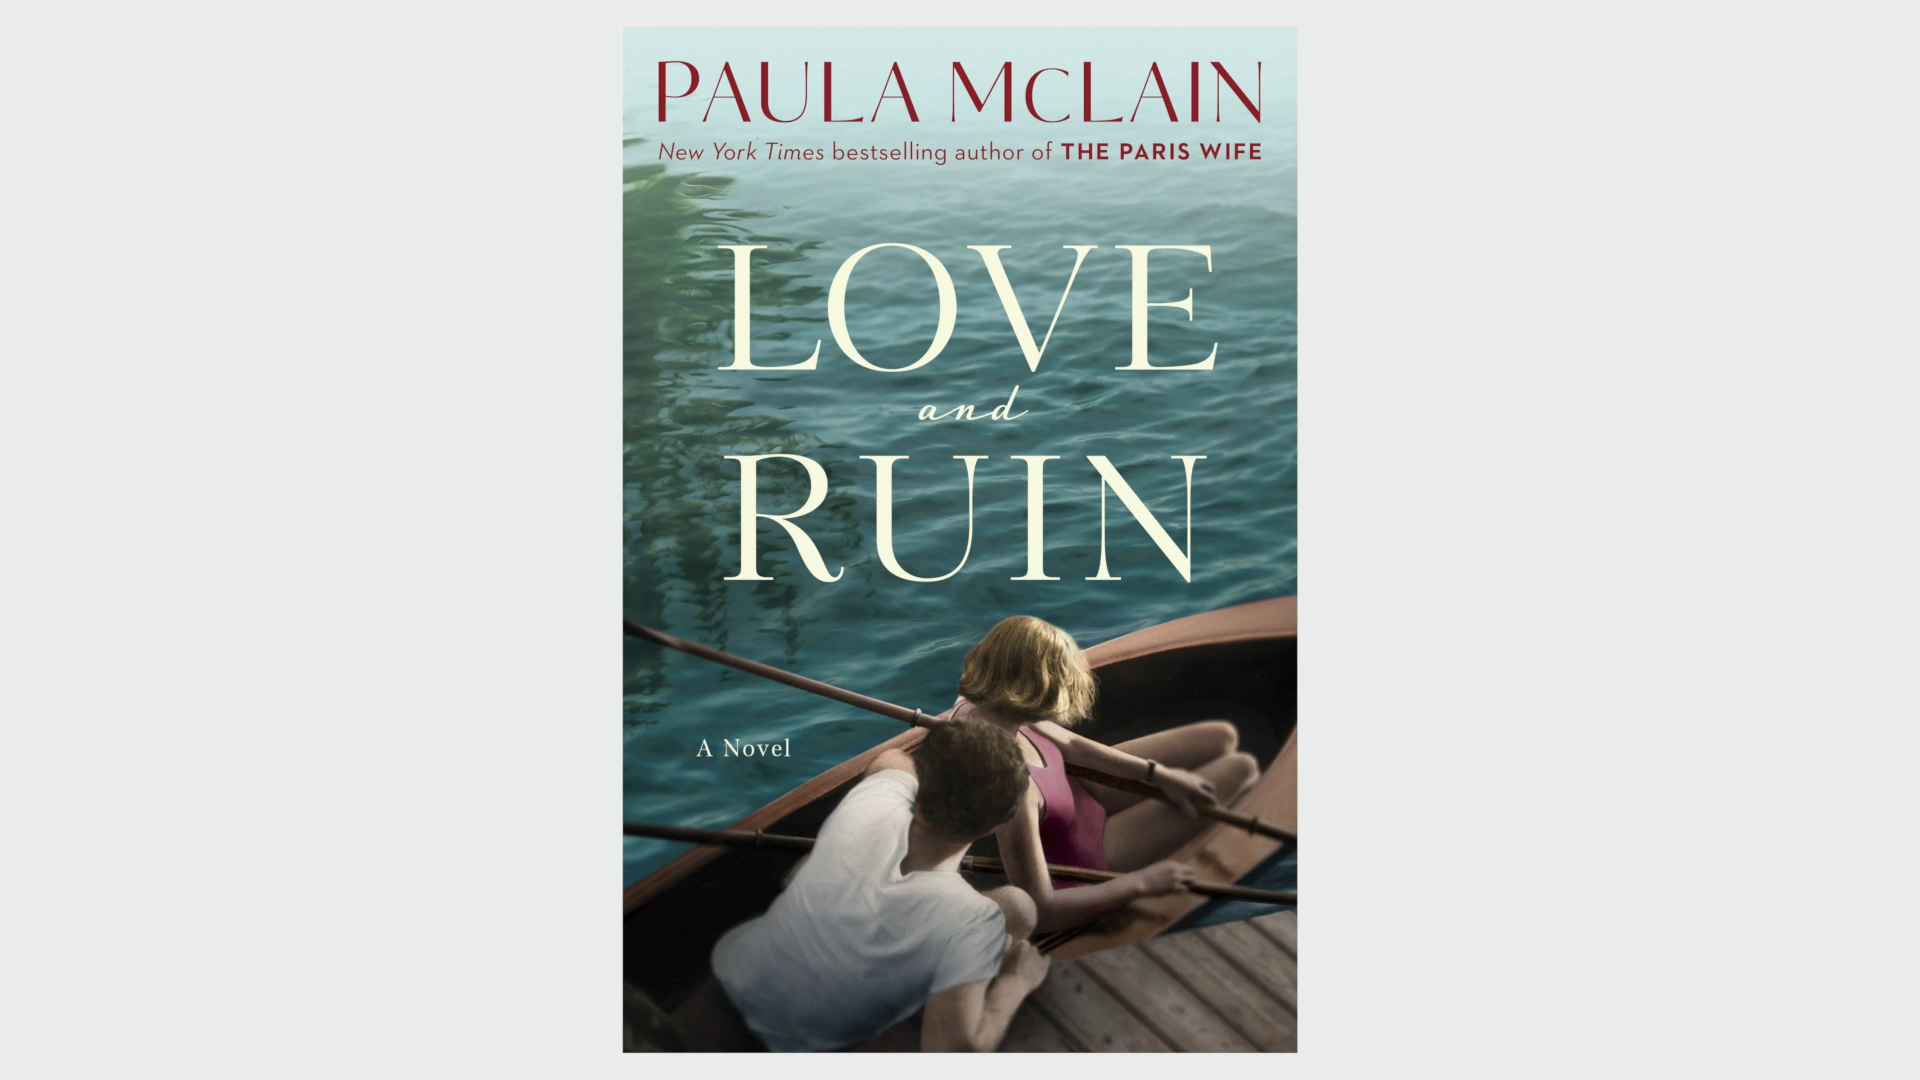 PAULA McLAIN
New York Times bestselling author of THE PARIS WIFE
LOVE
and
RUIN
A Novel